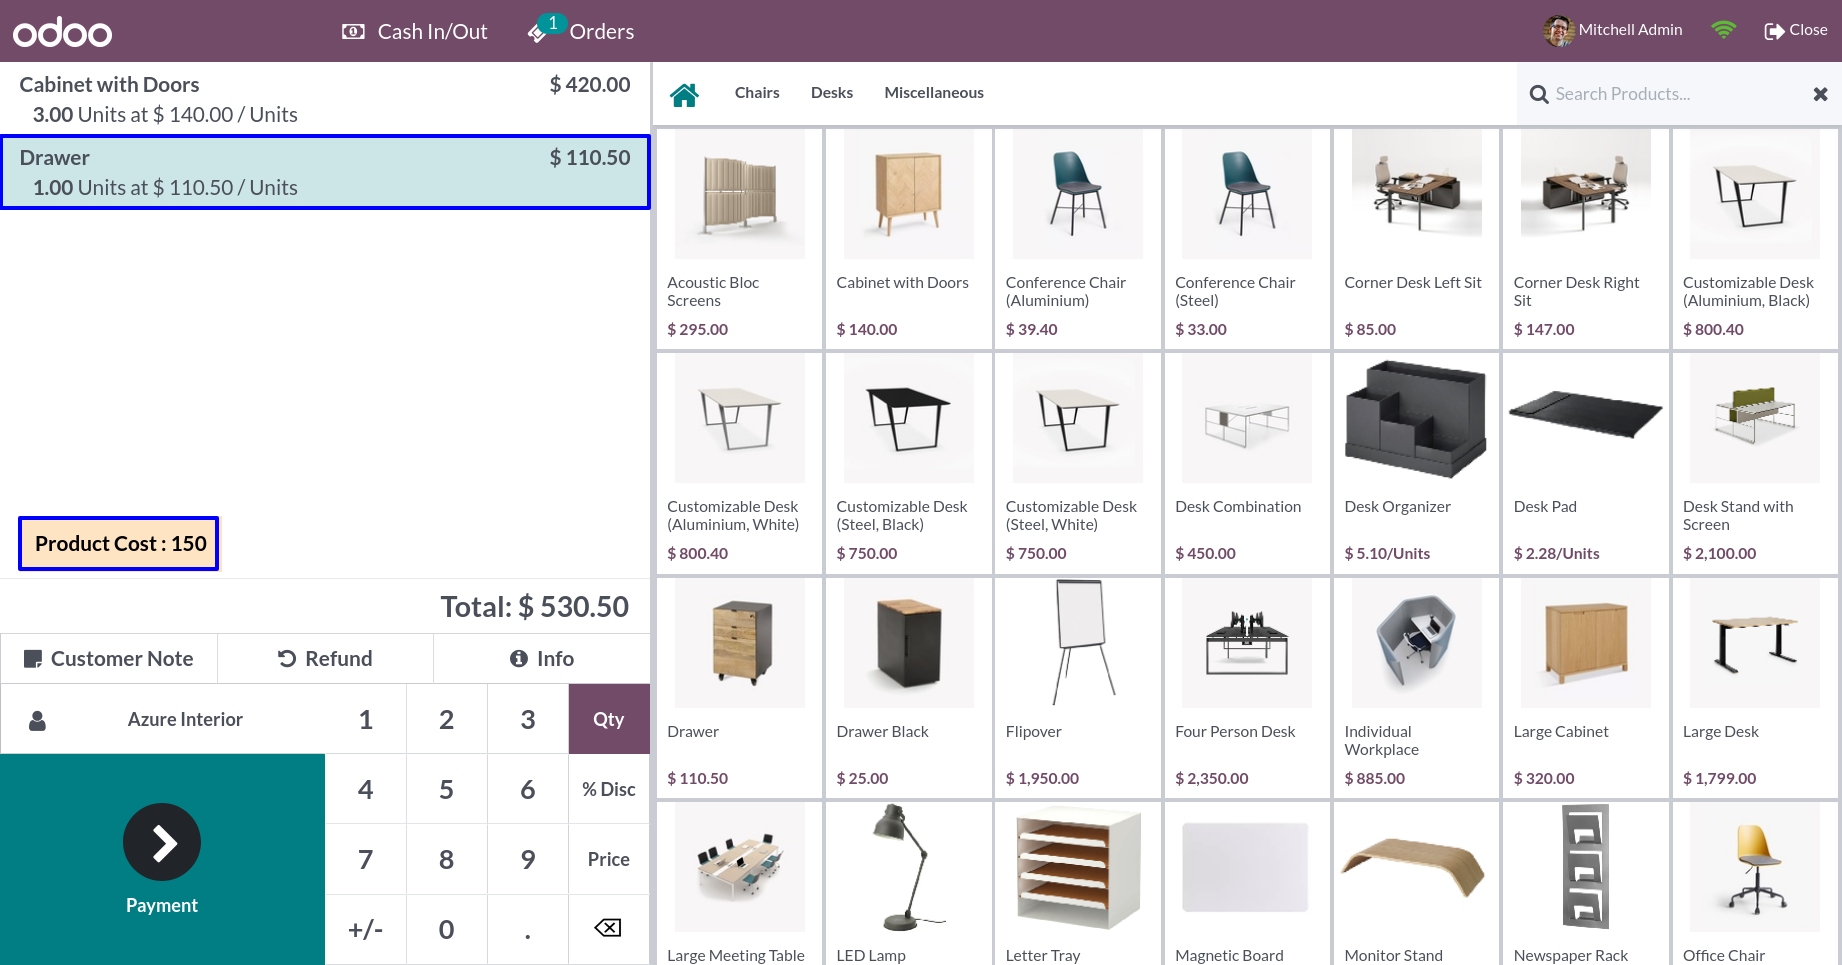 odoo
Cash In/Out
1
Orders
Mitchell Admin
Close
Cabinet with Doors
$ 420.00
3.00 Units at $ 140.00 / Units
Drawer
$ 110.50
1.00 Units at $ 110.50 / Units
Product Cost : 150
Total: $ 530.50
Customer Note
Refund
Info
Azure Interior
1
2
3
Qty
4
5
6
% Disc
7
8
9
Price
+/-
0
.
Payment
Chairs
Desks
Miscellaneous
Search Products...
Acoustic Bloc
Screens
$ 295.00
Cabinet with Doors
$ 140.00
Conference Chair
(Aluminium)
$ 39.40
Conference Chair
(Steel)
$ 33.00
Corner Desk Left Sit
$ 85.00
Corner Desk Right
Sit
$ 147.00
Customizable Desk
(Aluminium, Black)
$ 800.40
Customizable Desk
(Aluminium, White)
$ 800.40
Customizable Desk
(Steel, Black)
$ 750.00
Customizable Desk
(Steel, White)
$ 750.00
Desk Combination
$ 450.00
Desk Organizer
$ 5.10/Units
Desk Pad
$ 2.28/Units
Desk Stand with
Screen
$ 2,100.00
Drawer
$ 110.50
Drawer Black
$ 25.00
Flipover
$ 1,950.00
Four Person Desk
$ 2,350.00
Individual
Workplace
$ 885.00
Large Cabinet
$ 320.00
Large Desk
$ 1,799.00
Large Meeting Table
LED Lamp
Letter Tray
Magnetic Board
Monitor Stand
Newspaper Rack
Office Chair